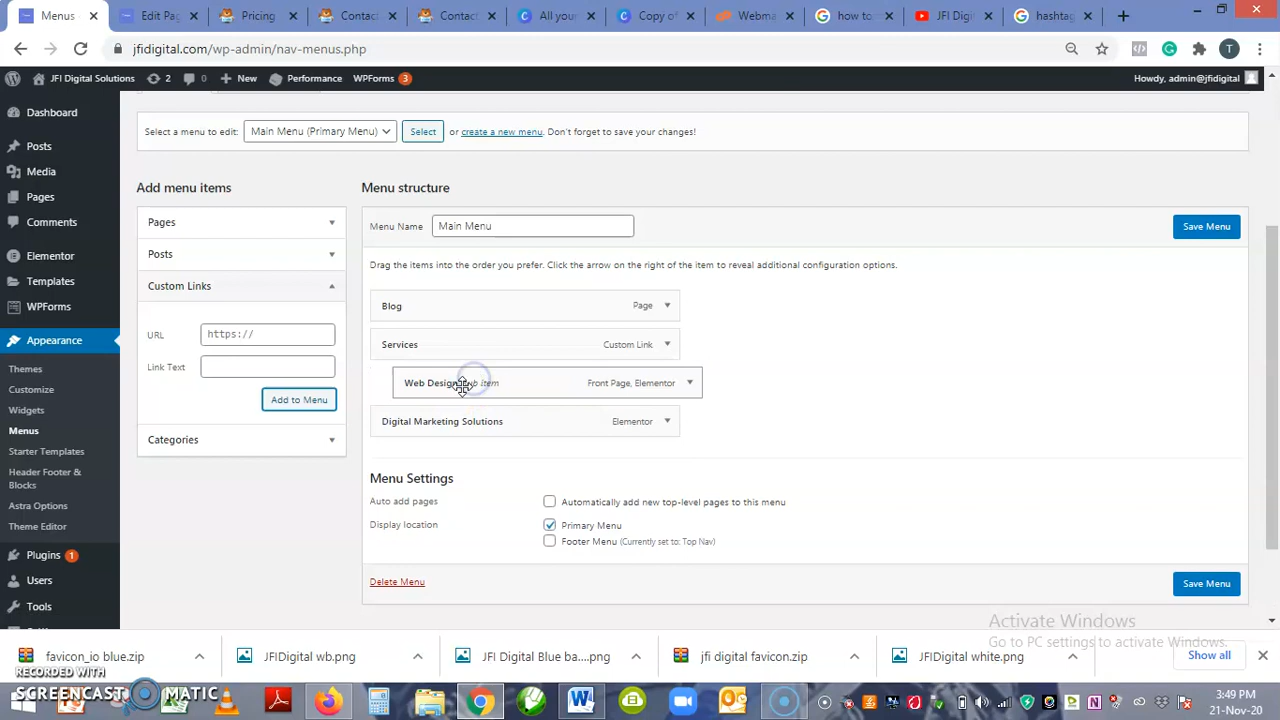 Menus
Edit Pa
Pricing
Contac
Contac
All your
Copy of
Webma
how to
JFI Digi
hashtag
jfidigital.com/wp-admin/nav-menus.php
T
JFI Digital Solutions
2
0
New
Performance
WPForms
3
Howdy, admin@jfidigital
Dashboard
Posts
Media
Pages
Comments
Elementor
Templates
WPForms
Appearance
Themes
Customize
Widgets
Menus
Starter Templates
Header Footer &
Blocks
Astra Options
Theme Editor
Plugins
1
Users
Tools
Select a menu to edit:
Main Menu (Primary Menu)
Select
or create a new menu. Don't forget to save your changes!
Add menu items
Pages
Posts
Custom Links
URL
https://
Link Text
Add to Menu
Categories
Menu structure
Menu Name
Main Menu
Save Menu
Drag the items into the order you prefer. Click the arrow on the right of the item to reveal additional configuration options.
Blog
Page
Services
Custom Link
Web Design item
Front Page, Elementor
Digital Marketing Solutions
Elementor
Menu Settings
Auto add pages
Automatically add new top-level pages to this menu
Display location
Primary Menu
Footer Menu (Currently set to: Top Nav)
Delete Menu
Save Menu
Activate Windows
Go to PC settings to activate Windows.
favicon_io blue.zip
JFIDigital wb.png
JFI Digital Blue ba....png
jfi digital favicon.zip
JFIDigital white.png
Show all
RECORDED WITH
SCREENCAST MATIC
3:49 PM
21-Nov-20